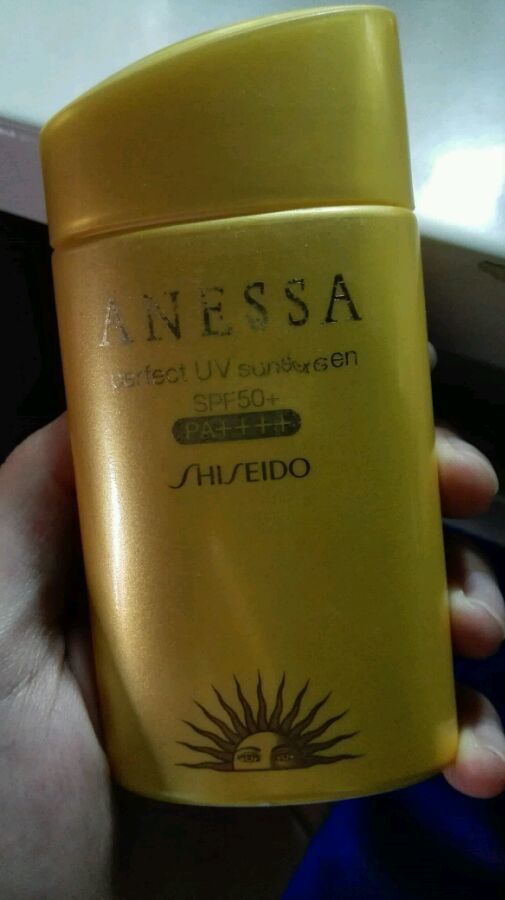 ANESSA
perfect UV sunscreen
SPF50+
PA++++
SHISEIDO